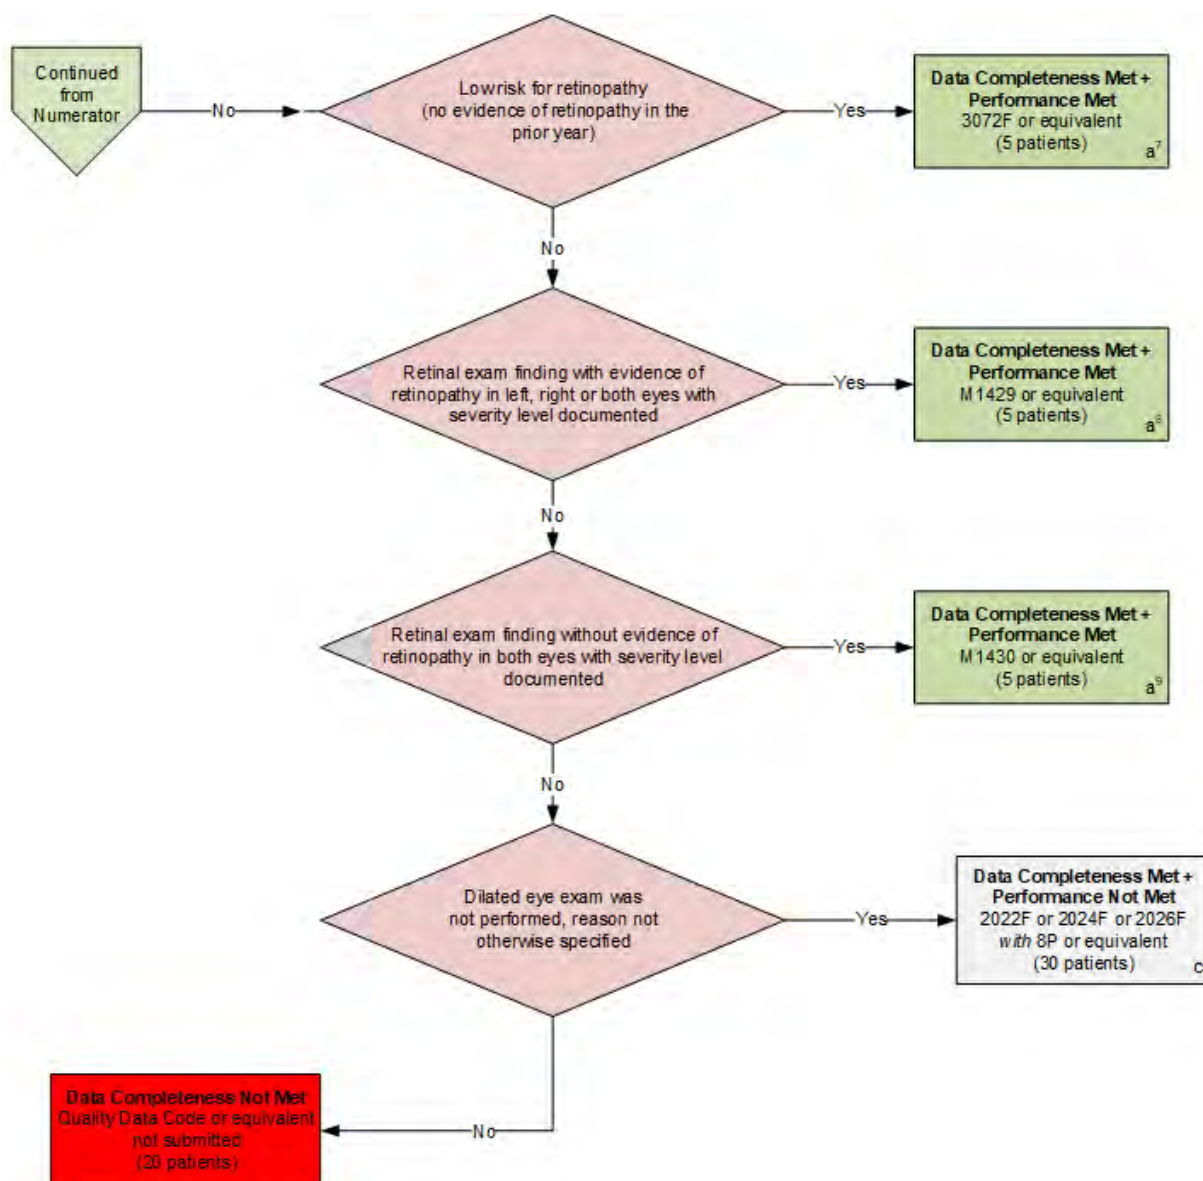 Continued
from
Numerator
No
Lowrisk for retinopathy
(no evidence of retinopathy in the
prior year)
Yes
Data Completeness Met +
Performance Met
3072F or equivalent
(5 patients)
a⁷
No
Retinal exam finding with evidence of
retinopathy in left, right or both eyes with
severity level documented
Yes
Data Completeness Met +
Performance Met
M1429 or equivalent
(5 patients)
a⁸
No
Retinal exam finding without evidence of
retinopathy in both eyes with severity level
documented
Yes
Data Completeness Met +
Performance Met
M1430 or equivalent
(5 patients)
a⁹
No
Dilated eye exam was
not performed, reason not
otherwise specified
Yes
Data Completeness Met +
Performance Not Met
2022F or 2024F or 2026F
with 8P or equivalent
(30 patients)
c
No
Data Completeness Not Met
Quality Data Code or equivalent
not submitted
(20 patients)